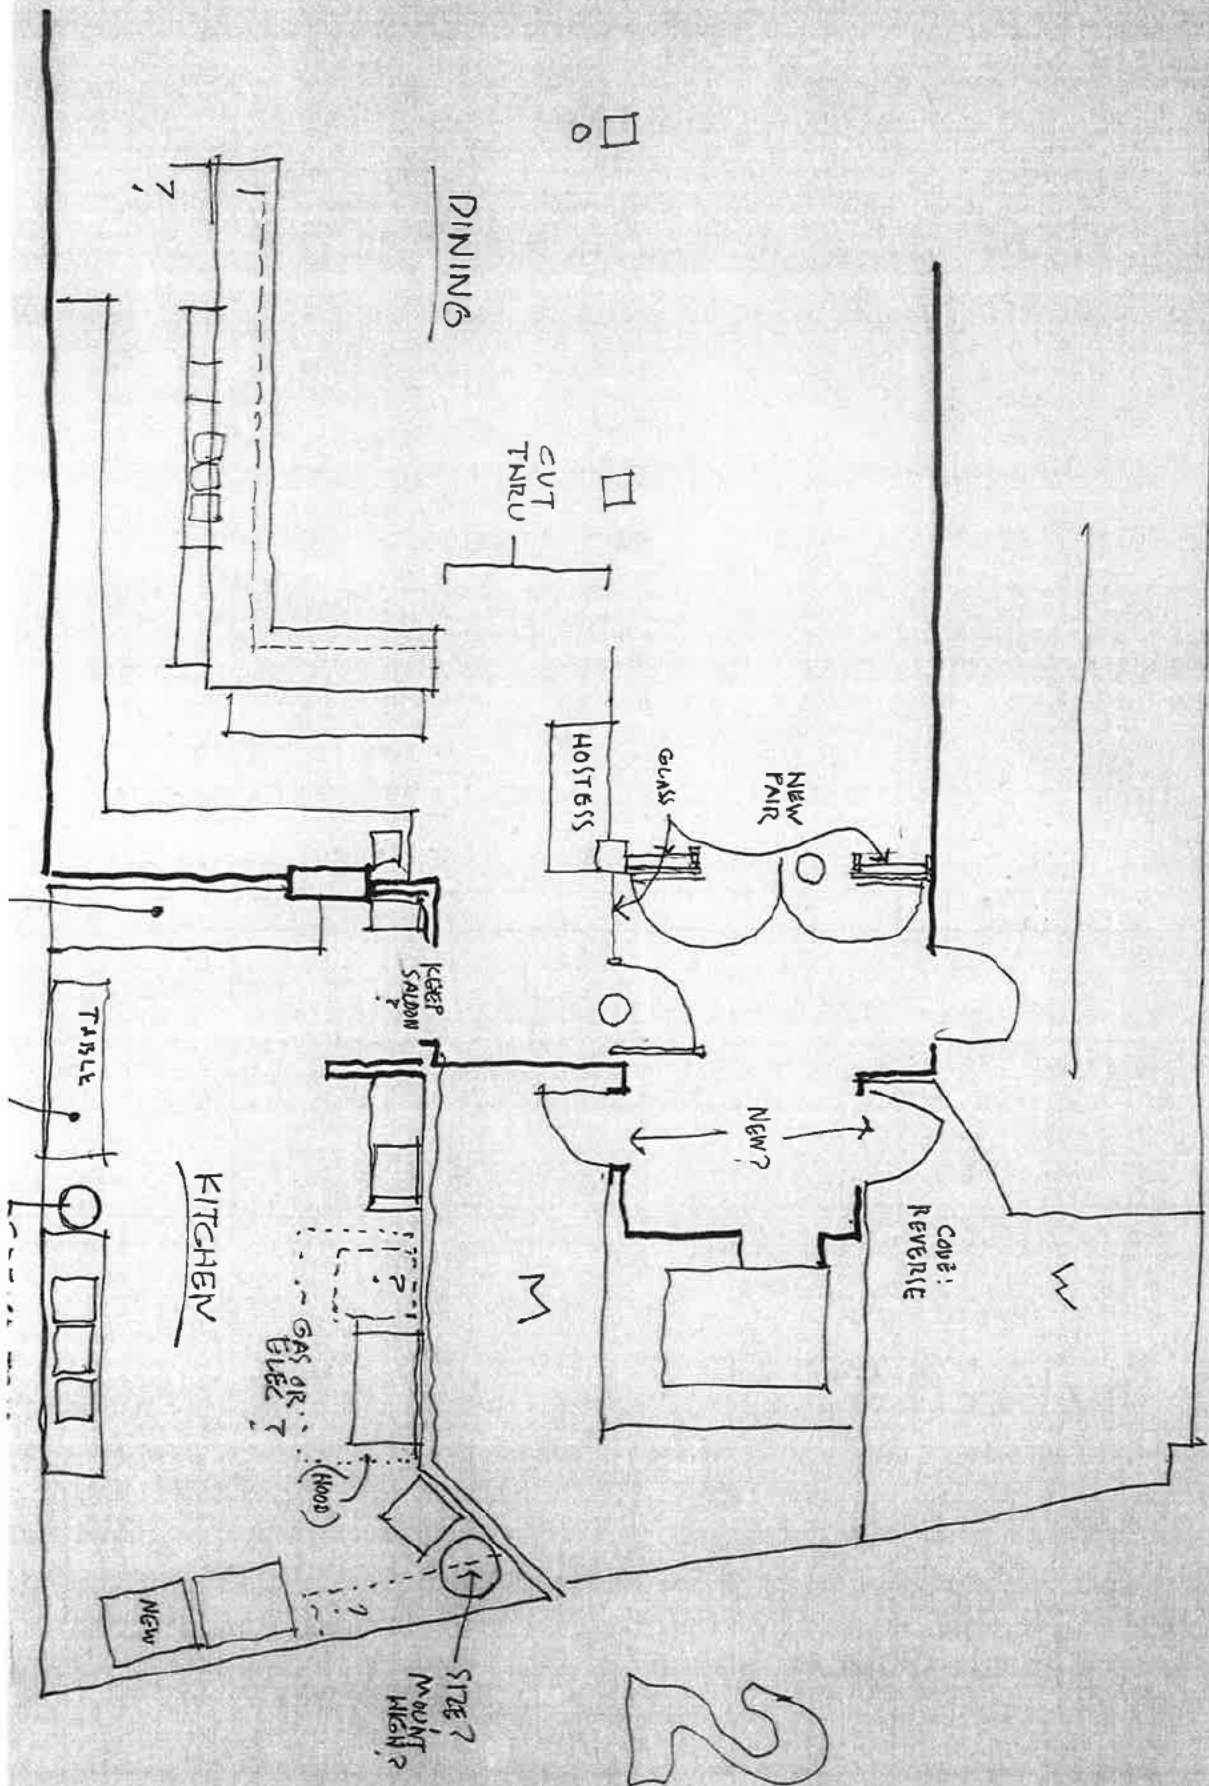 DINING
?
CUT
THRU
HOSTESS
GLASS
NEW
PAIR
KEEP
SALOON
?
TABLE
KITCHEN
NEW?
CODE!
REVERSE
W
M
?
GAS OR
ELEC?
(HOOD)
NEW
?
SIZE?
MOUNT
HIGH?
2